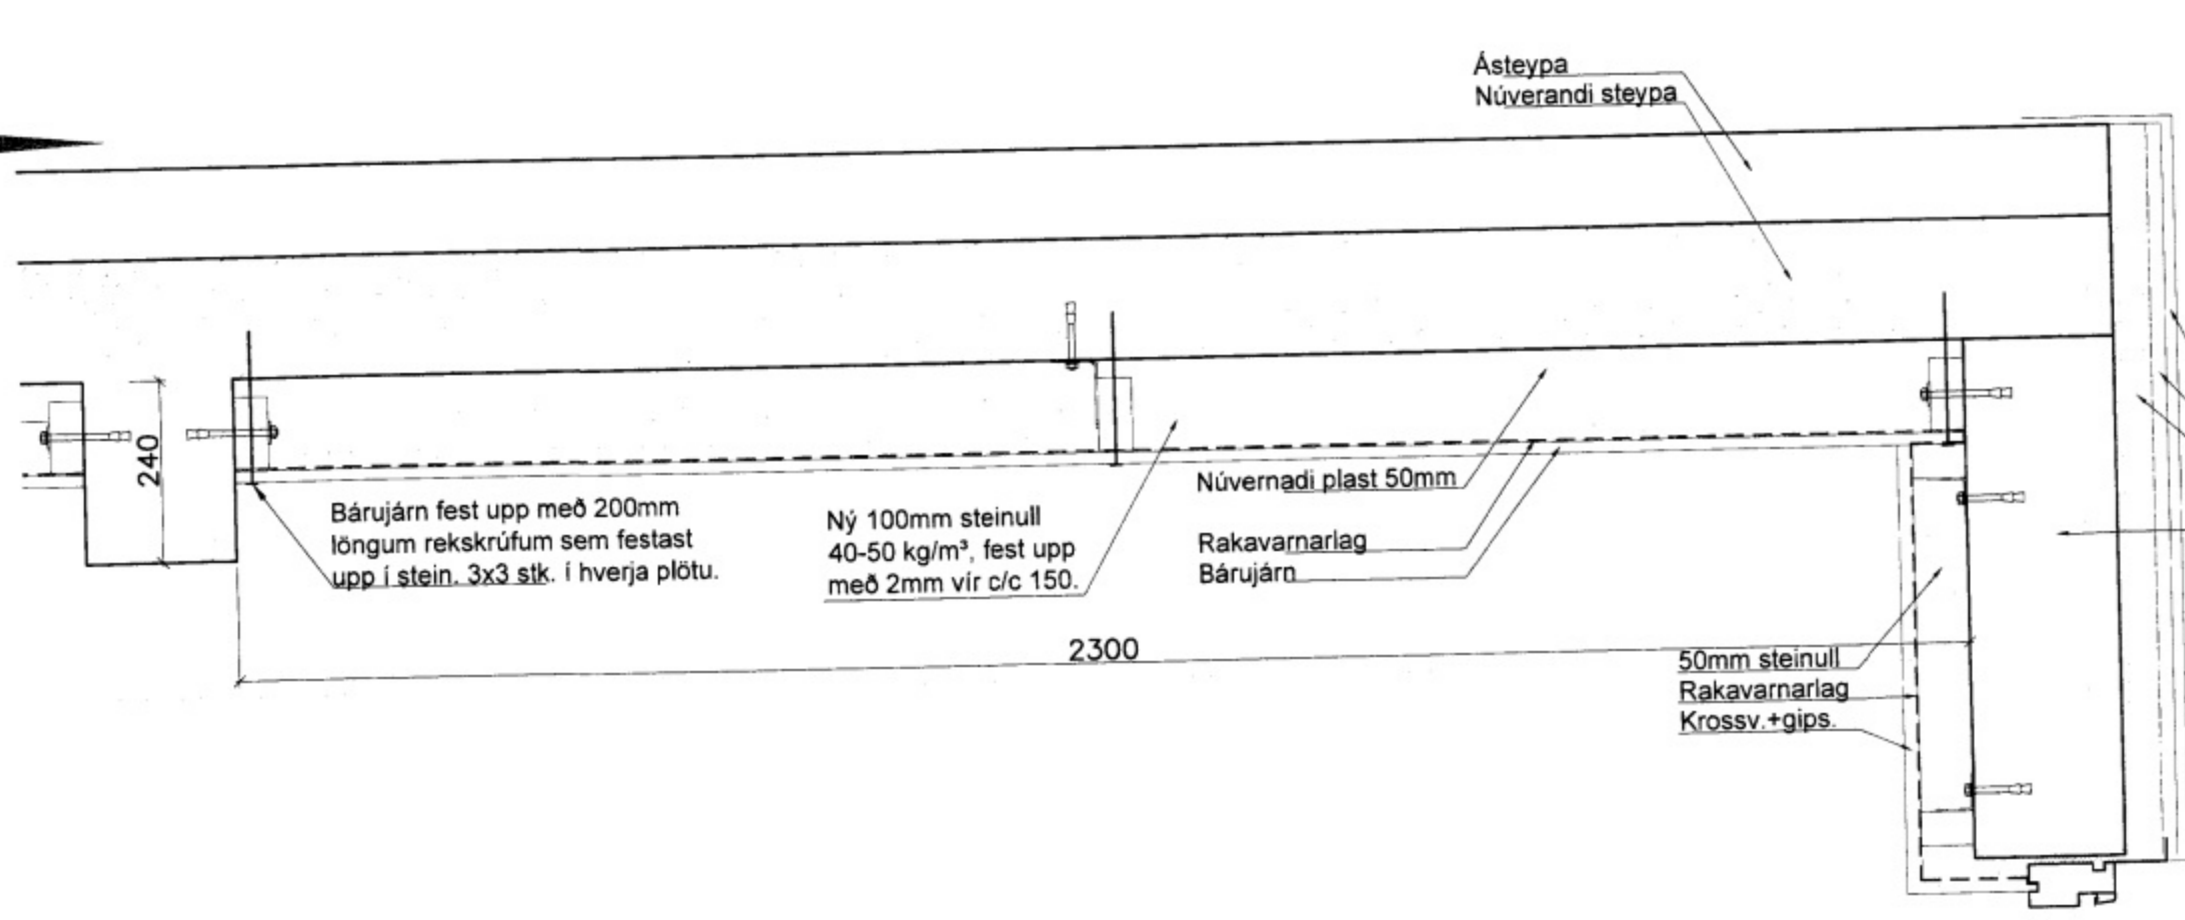 Ásteypa
Núverandi steypa
240
Bárujárn fest upp með 200mm
löngum rekskrúfum sem festast
upp í stein. 3x3 stk. í hverja plötu.
Ný 100mm steinull
40-50 kg/m³, fest upp
með 2mm vír c/c 150.
Núvernadi plast 50mm
Rakavarnarlag
Bárujárn
2300
50mm steinull
Rakavarnarlag
Krossv.+gips.